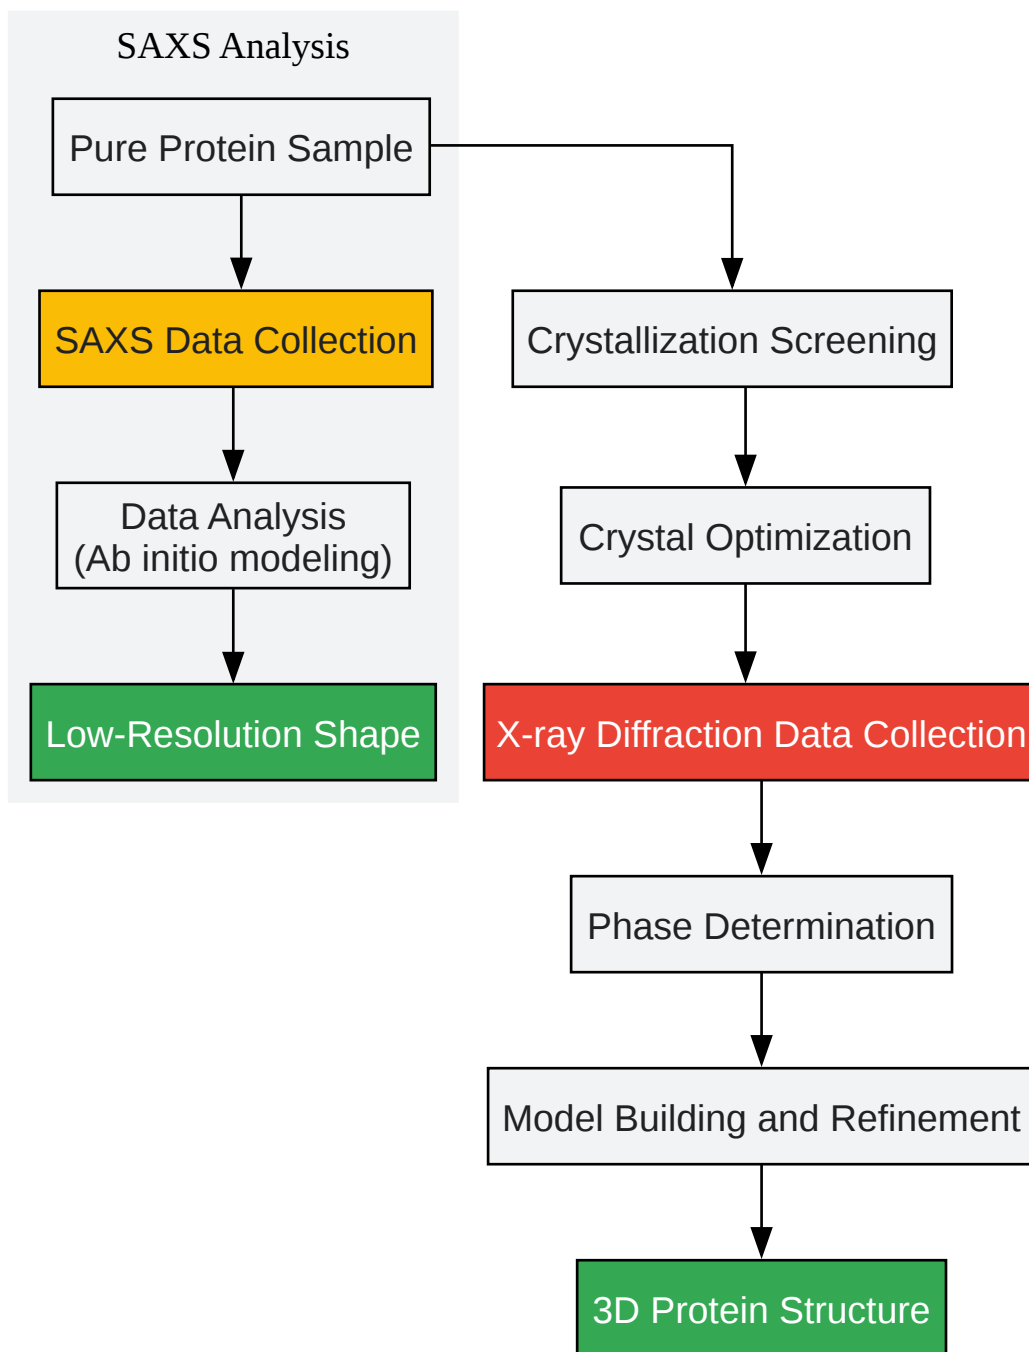 SAXS Analysis
Pure Protein Sample
SAXS Data Collection
Data Analysis
(Ab initio modeling)
Low-Resolution Shape
Crystallization Screening
Crystal Optimization
X-ray Diffraction Data Collection
Phase Determination
Model Building and Refinement
3D Protein Structure